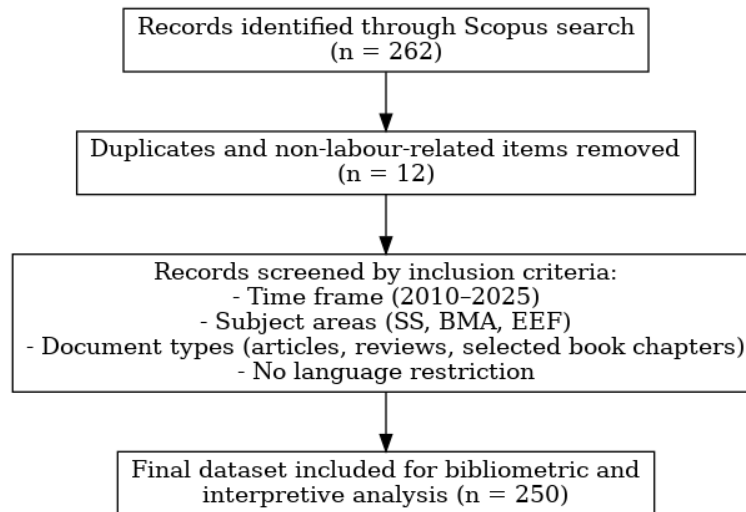 Records identified through Scopus search
(n = 262)
Duplicates and non-labour-related items removed
(n = 12)
Records screened by inclusion criteria:
- Time frame (2010–2025)
- Subject areas (SS, BMA, EEF)
- Document types (articles, reviews, selected book chapters)
- No language restriction
Final dataset included for bibliometric and
interpretive analysis (n = 250)